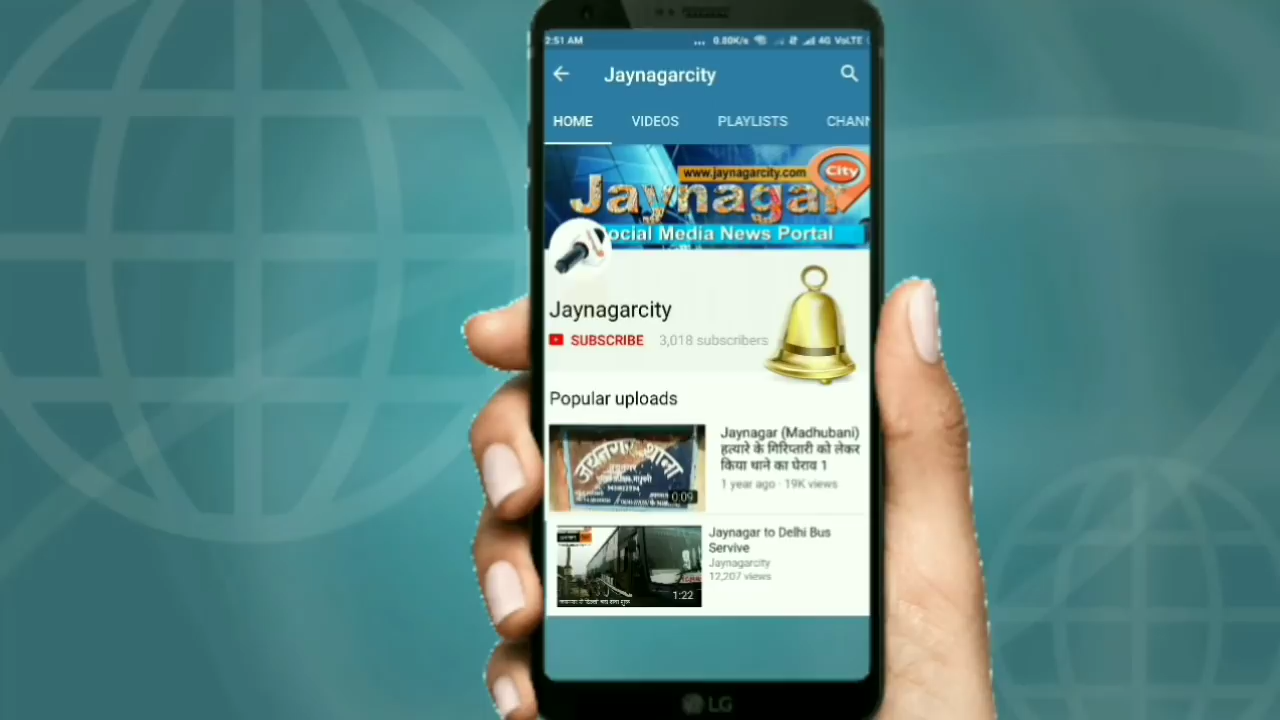 2:51 AM ... 0.80K/s 4G VoLTE
Jaynagarcity
HOME VIDEOS PLAYLISTS CHANN
www.jaynagarcity.com
City
Jaynagar
ocial Media News Portal
Jaynagarcity
SUBSCRIBE 3,018 subscribers
Popular uploads
जयनगर थाना
0:09
Jaynagar (Madhubani)
हत्यारे के गिरिप्तारी को लेकर
किया थाने का घेराव 1
1 year ago · 19K views
1:22
Jaynagar to Delhi Bus
Servive
Jaynagarcity
12,207 views
LG